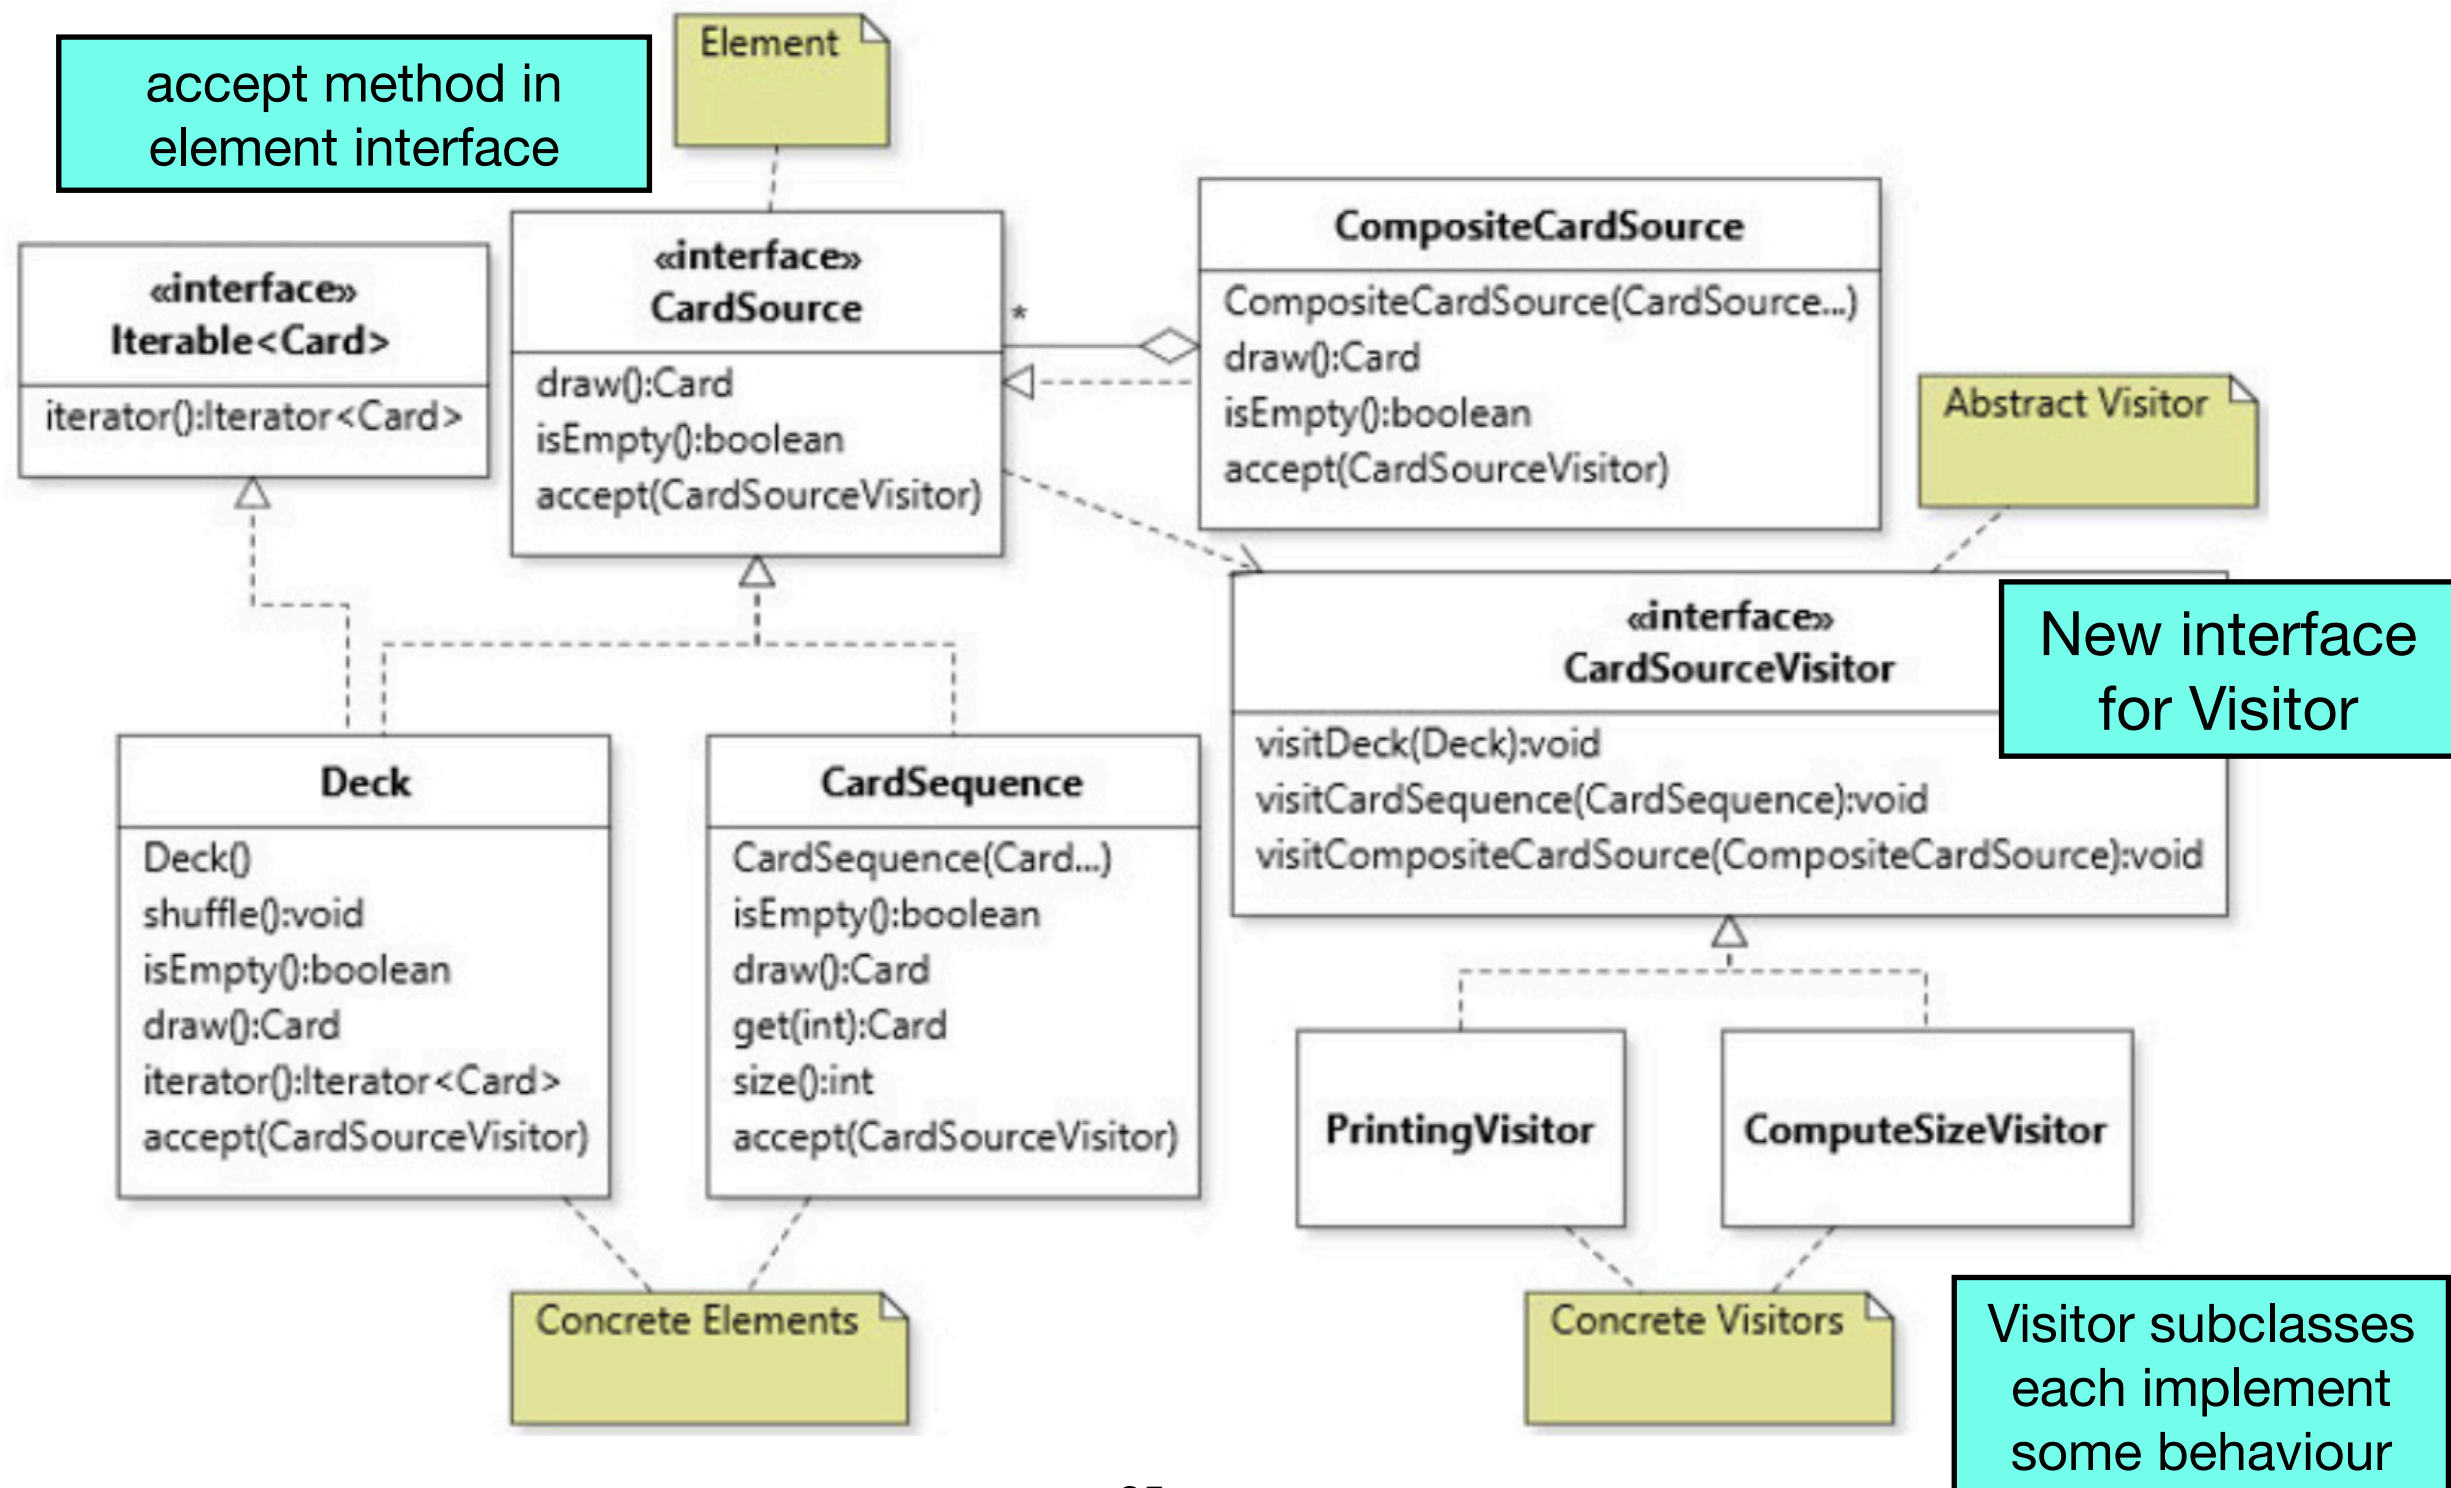 accept method in
element interface
Element
«interface»
Iterable<Card>
iterator():Iterator<Card>
«interface»
CardSource
*
draw():Card
isEmpty():boolean
accept(CardSourceVisitor)
CompositeCardSource
CompositeCardSource(CardSource...)
draw():Card
isEmpty():boolean
accept(CardSourceVisitor)
Abstract Visitor
«interface»
CardSourceVisitor
visitDeck(Deck):void
visitCardSequence(CardSequence):void
visitCompositeCardSource(CompositeCardSource):void
New interface
for Visitor
Deck
Deck()
shuffle():void
isEmpty():boolean
draw():Card
iterator():Iterator<Card>
accept(CardSourceVisitor)
CardSequence
CardSequence(Card...)
isEmpty():boolean
draw():Card
get(int):Card
size():int
accept(CardSourceVisitor)
PrintingVisitor
ComputeSizeVisitor
Concrete Elements
Concrete Visitors
Visitor subclasses
each implement
some behaviour